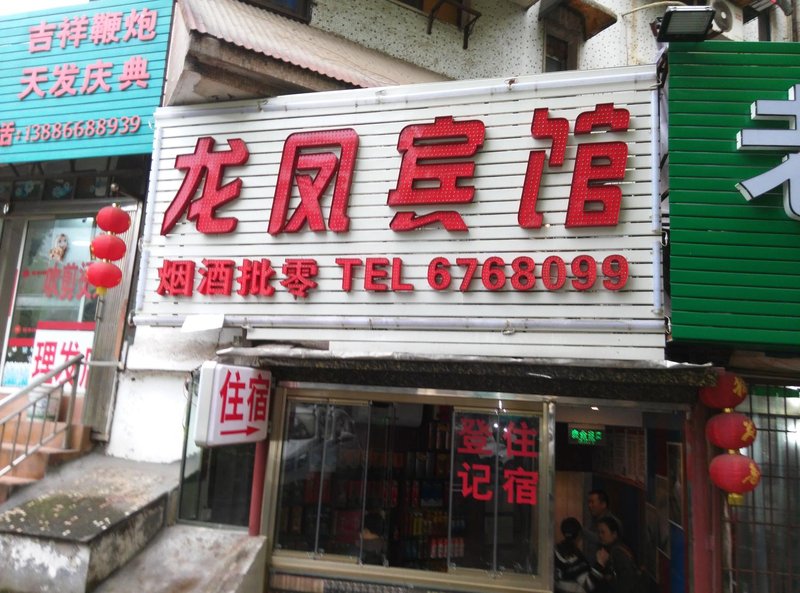 吉祥鞭炮
天发庆典
话:13886688939
龙凤宾馆
烟酒批零 TEL 6768099
理发
住宿
住宿
登记